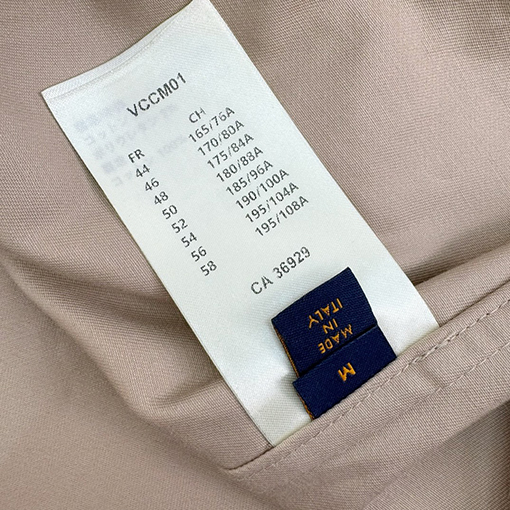 VCCM01
FR CH
44 165/76A
46 170/80A
48 175/84A
50 180/88A
52 185/96A
54 190/100A
56 195/104A
58 195/108A
CA 36929
MADE
IN
ITALY
M